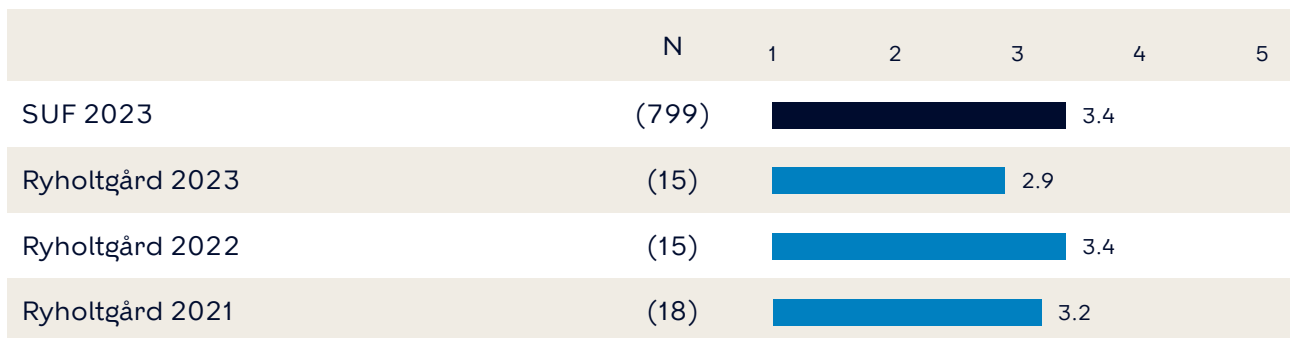 N 1 2 3 4 5
SUF 2023 (799) 3.4
Ryholtgård 2023 (15) 2.9
Ryholtgård 2022 (15) 3.4
Ryholtgård 2021 (18) 3.2